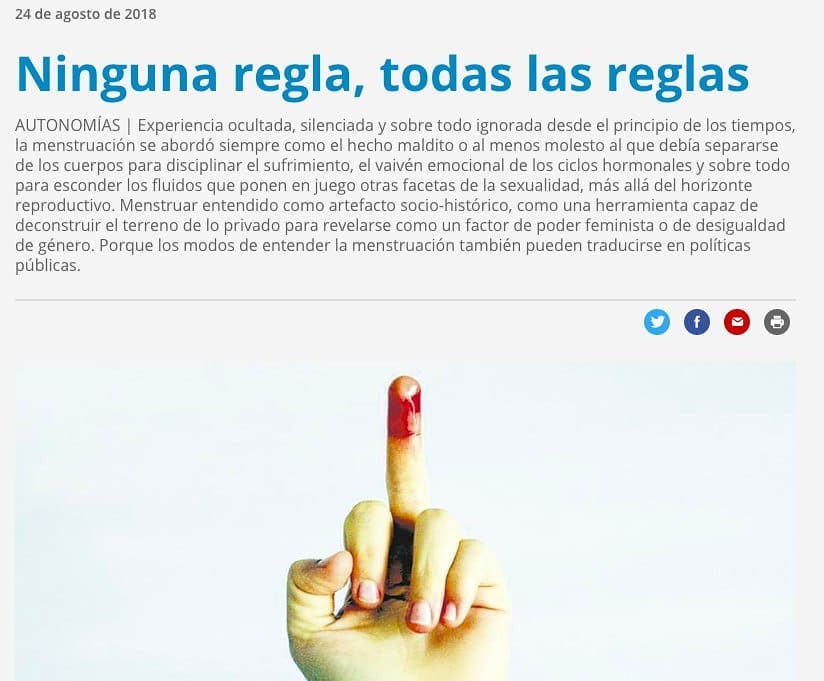 24 de agosto de 2018
Ninguna regla, todas las reglas
AUTONOMÍAS | Experiencia ocultada, silenciada y sobre todo ignorada desde el principio de los tiempos,
la menstruación se abordó siempre como el hecho maldito o al menos molesto al que debía separarse
de los cuerpos para disciplinar el sufrimiento, el vaivén emocional de los ciclos hormonales y sobre todo
para esconder los fluidos que ponen en juego otras facetas de la sexualidad, más allá del horizonte
reproductivo. Menstruar entendido como artefacto socio-histórico, como una herramienta capaz de
deconstruir el terreno de lo privado para revelarse como un factor de poder feminista o de desigualdad
de género. Porque los modos de entender la menstruación también pueden traducirse en políticas
públicas.